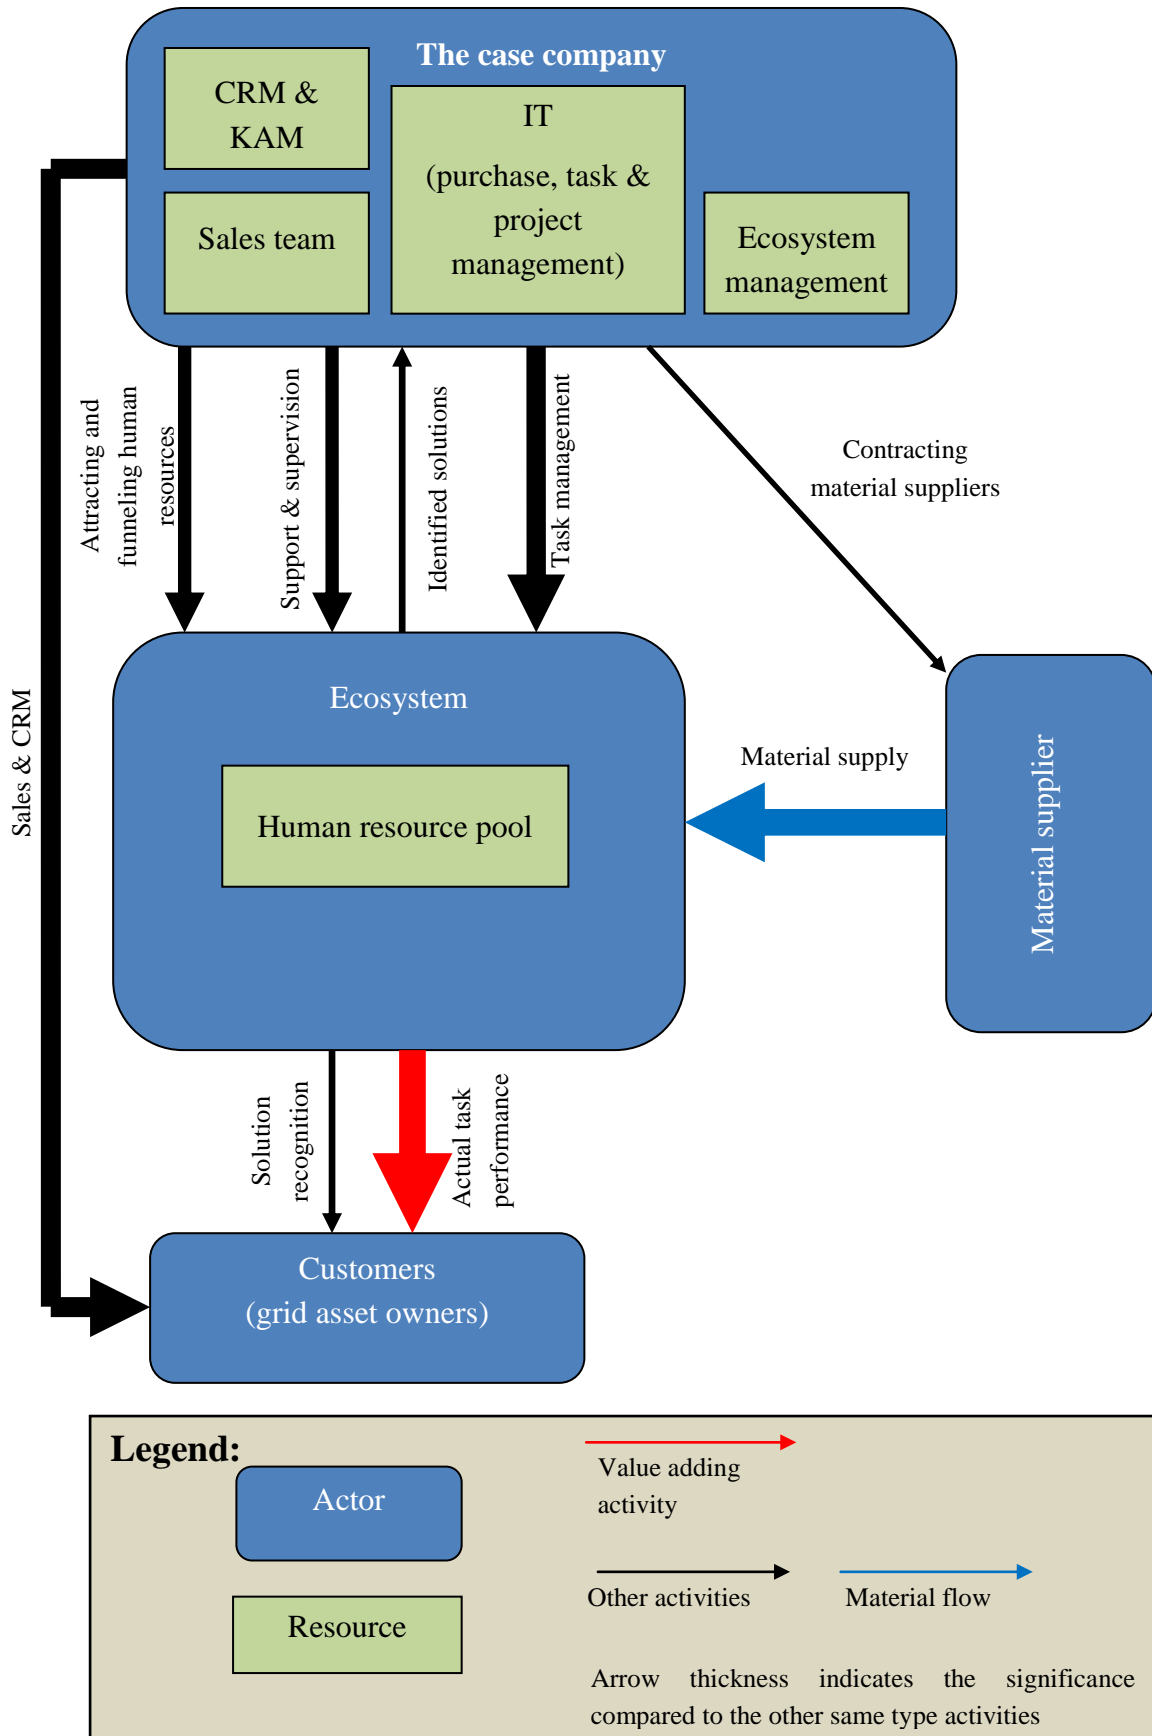 The case company
CRM &
KAM
Sales team
IT
(purchase, task &
project
management)
Ecosystem
management
Attracting and
funneling human
resources
Support & supervision
Identified solutions
Task management
Contracting
material suppliers
Sales & CRM
Ecosystem
Human resource pool
Material supply
Material supplier
Solution
recognition
Actual task
performance
Customers
(grid asset owners)
Legend:
Actor
Resource
Value adding
activity
Other activities
Material flow
Arrow thickness indicates the significance
compared to the other same type activities